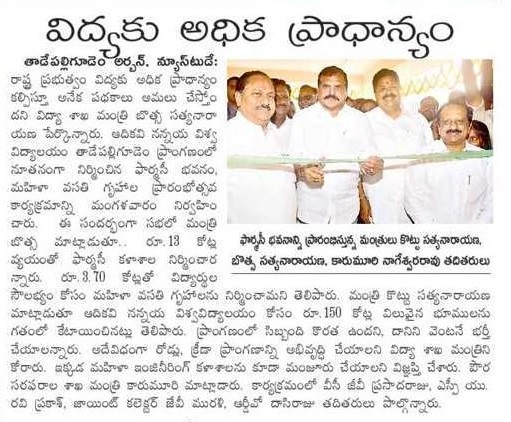 విద్యకు అధిక ప్రాధాన్యం
తాడేపల్లిగూడెం అర్బన్, న్యూస్‌టుడే:
రాష్ట్ర ప్రభుత్వం విద్యకు అధిక ప్రాధాన్యం
కల్పిస్తూ అనేక పథకాలు అమలు చేస్తోం
దని విద్యా శాఖ మంత్రి బొత్స సత్యనారా
యణ పేర్కొన్నారు. ఆదికవి నన్నయ విశ్వ
విద్యాలయం తాడేపల్లిగూడెం ప్రాంగణంలో
నూతనంగా నిర్మించిన ఫార్మసీ భవనం,
మహిళా వసతి గృహాల ప్రారంభోత్సవ
కార్యక్రమాన్ని మంగళవారం నిర్వహిం
చారు. ఈ సందర్భంగా సభలో మంత్రి
బొత్స మాట్లాడుతూ.. రూ.13 కోట్ల
వ్యయంతో ఫార్మసీ కళాశాల నిర్మించార
న్నారు. రూ.3.70 కోట్లతో విద్యార్థుల
సౌలభ్యం కోసం మహిళా వసతి గృహాలను నిర్మించామని తెలిపారు. మంత్రి కొట్టు సత్యనారాయణ
మాట్లాడుతూ ఆదికవి నన్నయ విశ్వవిద్యాలయం కోసం రూ.150 కోట్ల విలువైన భూములను
గతంలో కేటాయించినట్లు తెలిపారు. ప్రాంగణంలో సిబ్బంది కొరత ఉందని, దానిని వెంటనే భర్తీ
చేయాలన్నారు. అదేవిధంగా రోడ్లు, క్రీడా ప్రాంగణాన్ని అభివృద్ధి చేయాలని విద్యా శాఖ మంత్రిని
కోరారు. ఇక్కడ మహిళా ఇంజినీరింగ్ కళాశాలను కూడా మంజూరు చేయాలని విజ్ఞప్తి చేశారు. పౌర
సరఫరాల శాఖ మంత్రి కారుమూరి మాట్లాడారు. కార్యక్రమంలో వీసీ జీవీ ప్రసాదరాజు, ఎస్పీ యు.
రవి ప్రకాశ్, జాయింట్ కలెక్టర్ జేవీ మురళి, ఆర్డీవో దాసిరాజు తదితరులు పాల్గొన్నారు.
ఫార్మసీ భవనాన్ని ప్రారంభిస్తున్న మంత్రులు కొట్టు సత్యనారాయణ,
బొత్స సత్యనారాయణ, కారుమూరి నాగేశ్వరరావు తదితరులు